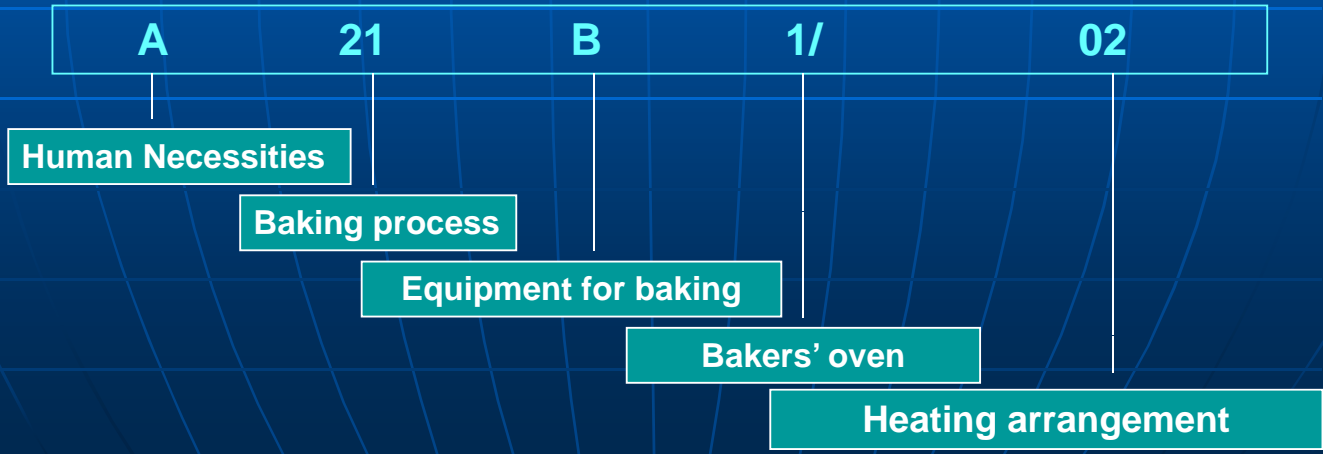 A 21 B 1/ 02
Human Necessities
Baking process
Equipment for baking
Bakers’ oven
Heating arrangement